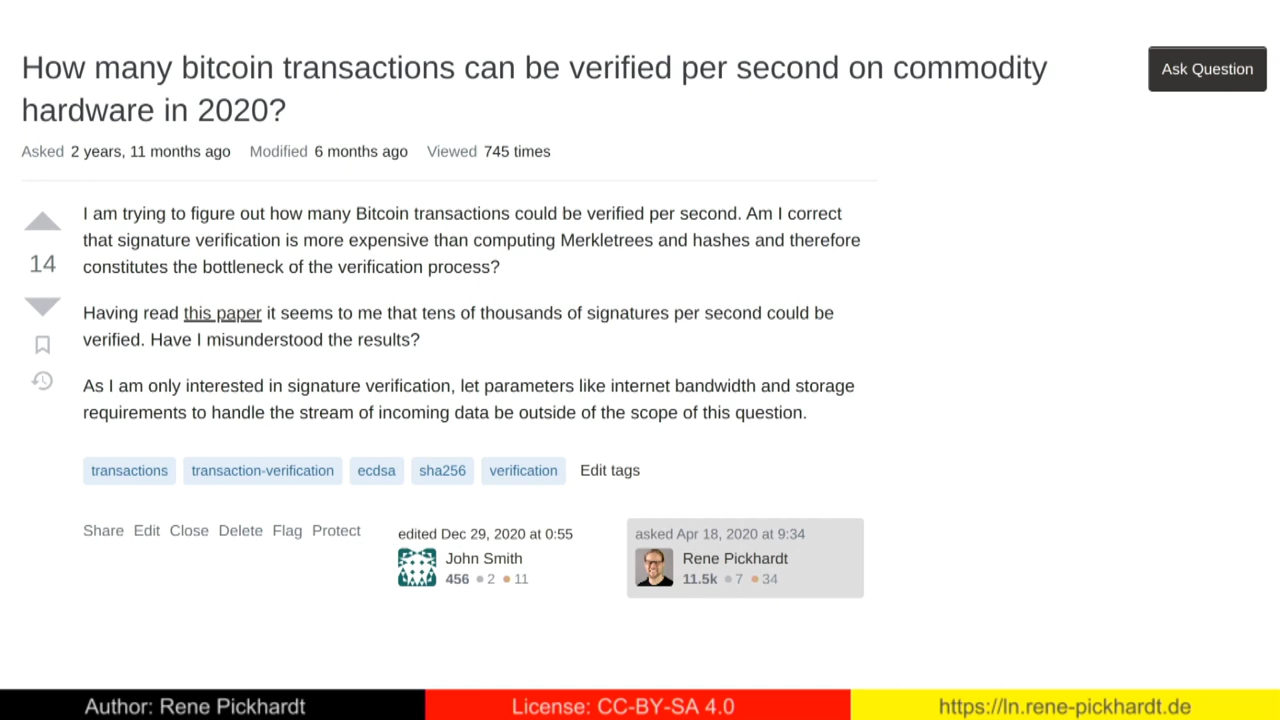 How many bitcoin transactions can be verified per second on commodity
hardware in 2020?
Ask Question
Asked 2 years, 11 months ago Modified 6 months ago Viewed 745 times
14
I am trying to figure out how many Bitcoin transactions could be verified per second. Am I correct
that signature verification is more expensive than computing Merkletrees and hashes and therefore
constitutes the bottleneck of the verification process?
Having read this paper it seems to me that tens of thousands of signatures per second could be
verified. Have I misunderstood the results?
As I am only interested in signature verification, let parameters like internet bandwidth and storage
requirements to handle the stream of incoming data be outside of the scope of this question.
transactions transaction-verification ecdsa sha256 verification Edit tags
Share Edit Close Delete Flag Protect
edited Dec 29, 2020 at 0:55
John Smith
456 ● 2 ● 11
asked Apr 18, 2020 at 9:34
Rene Pickhardt
11.5k ● 7 ● 34
Author: Rene Pickhardt
License: CC-BY-SA 4.0
https://ln.rene-pickhardt.de